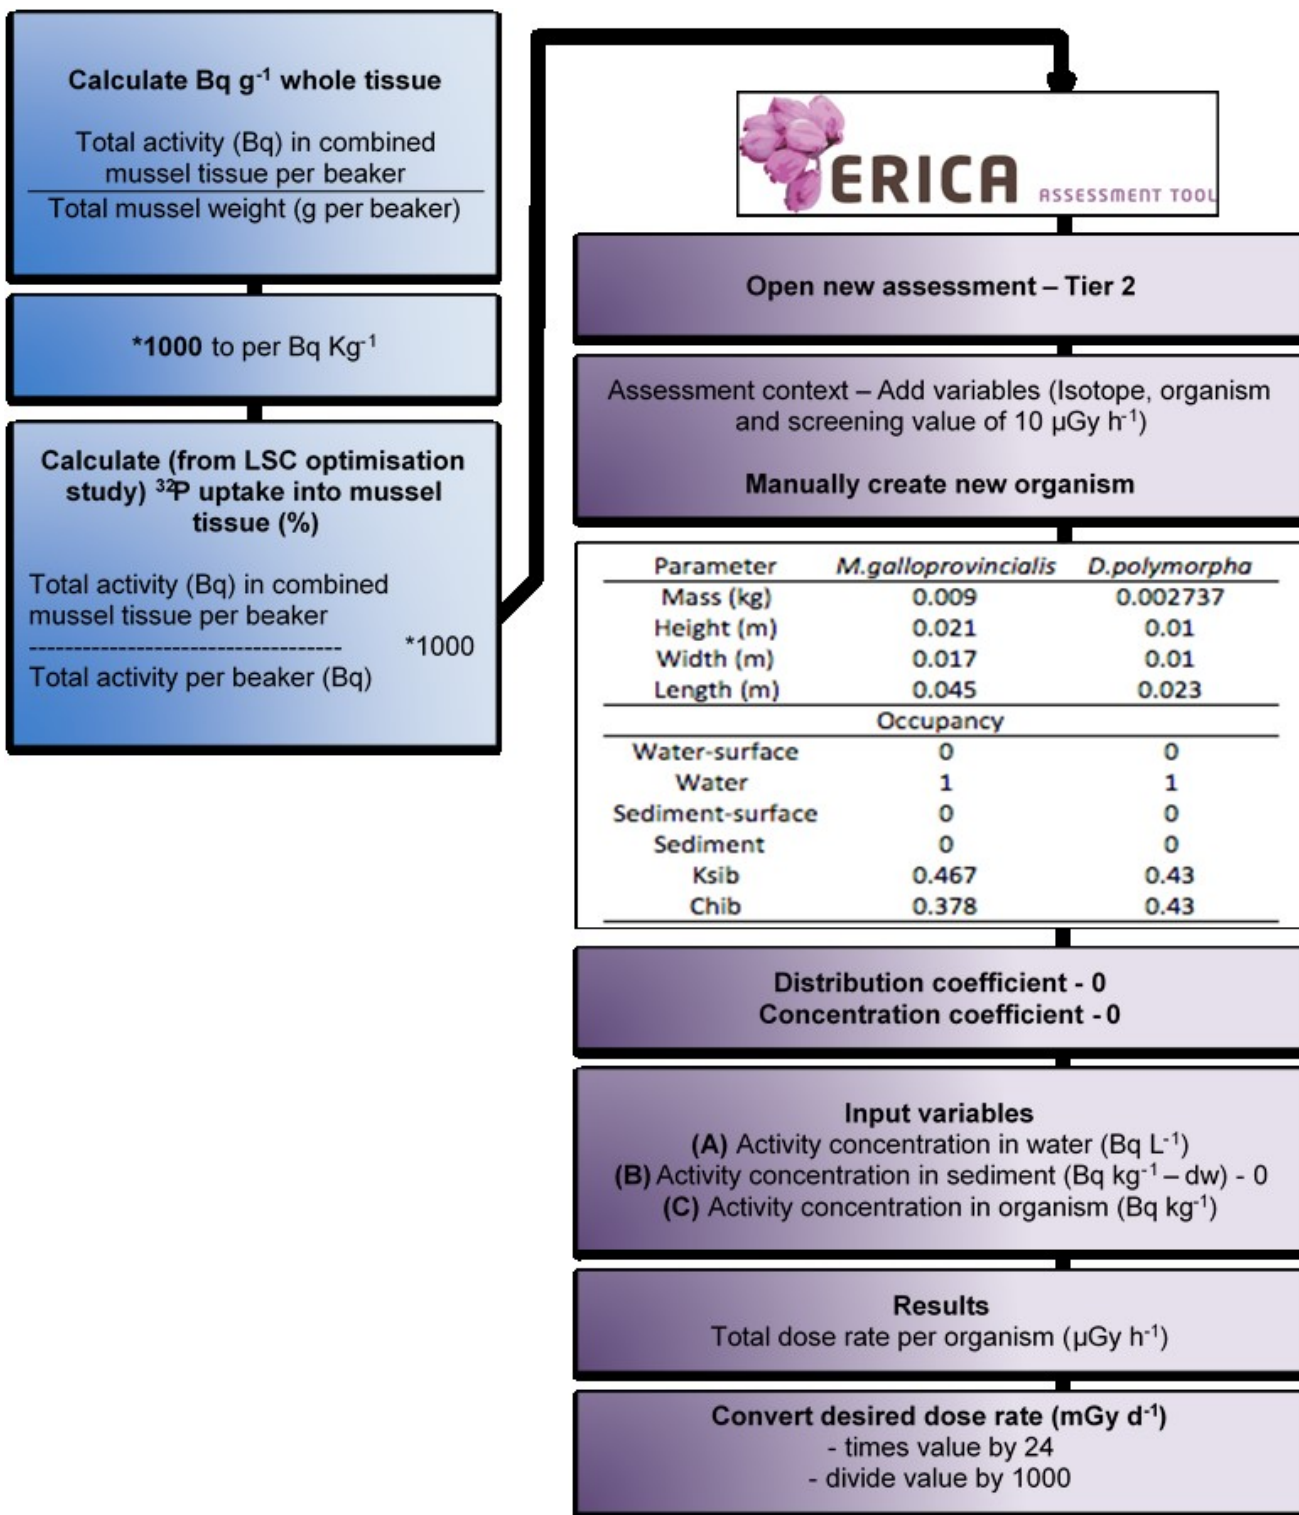 Calculate Bq g⁻¹ whole tissue
Total activity (Bq) in combined
mussel tissue per beaker
Total mussel weight (g per beaker)
*1000 to per Bq Kg⁻¹
Calculate (from LSC optimisation
study) ³²P uptake into mussel
tissue (%)
Total activity (Bq) in combined
mussel tissue per beaker
----------------------------------- *1000
Total activity per beaker (Bq)
ERICA ASSESSMENT TOOL
Open new assessment – Tier 2
Assessment context – Add variables (Isotope, organism
and screening value of 10 µGy h⁻¹)
Manually create new organism
Parameter M.galloprovincialis D.polymorpha
Mass (kg) 0.009 0.002737
Height (m) 0.021 0.01
Width (m) 0.017 0.01
Length (m) 0.045 0.023
Occupancy
Water-surface 0 0
Water 1 1
Sediment-surface 0 0
Sediment 0 0
Ksib 0.467 0.43
Chib 0.378 0.43
Distribution coefficient - 0
Concentration coefficient - 0
Input variables
(A) Activity concentration in water (Bq L⁻¹)
(B) Activity concentration in sediment (Bq kg⁻¹ – dw) - 0
(C) Activity concentration in organism (Bq kg⁻¹)
Results
Total dose rate per organism (µGy h⁻¹)
Convert desired dose rate (mGy d⁻¹)
- times value by 24
- divide value by 1000